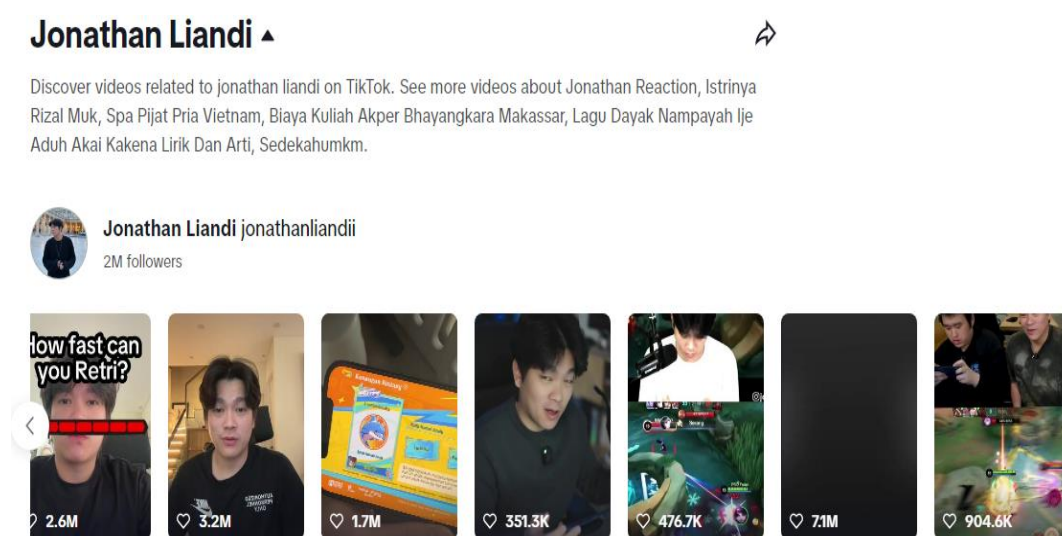 Jonathan Liandi
Discover videos related to jonathan liandi on TikTok. See more videos about Jonathan Reaction, Istrinya
Rizal Muk, Spa Pijat Pria Vietnam, Biaya Kuliah Akper Bhayangkara Makassar, Lagu Dayak Nampayah Ije
Aduh Akai Kakena Lirik Dan Arti, Sedekahumkm.
Jonathan Liandi jonathanliandii
2M followers
How fast can
you Retri?
2.6M
3.2M
1.7M
351.3K
476.7K
7.1M
904.6K